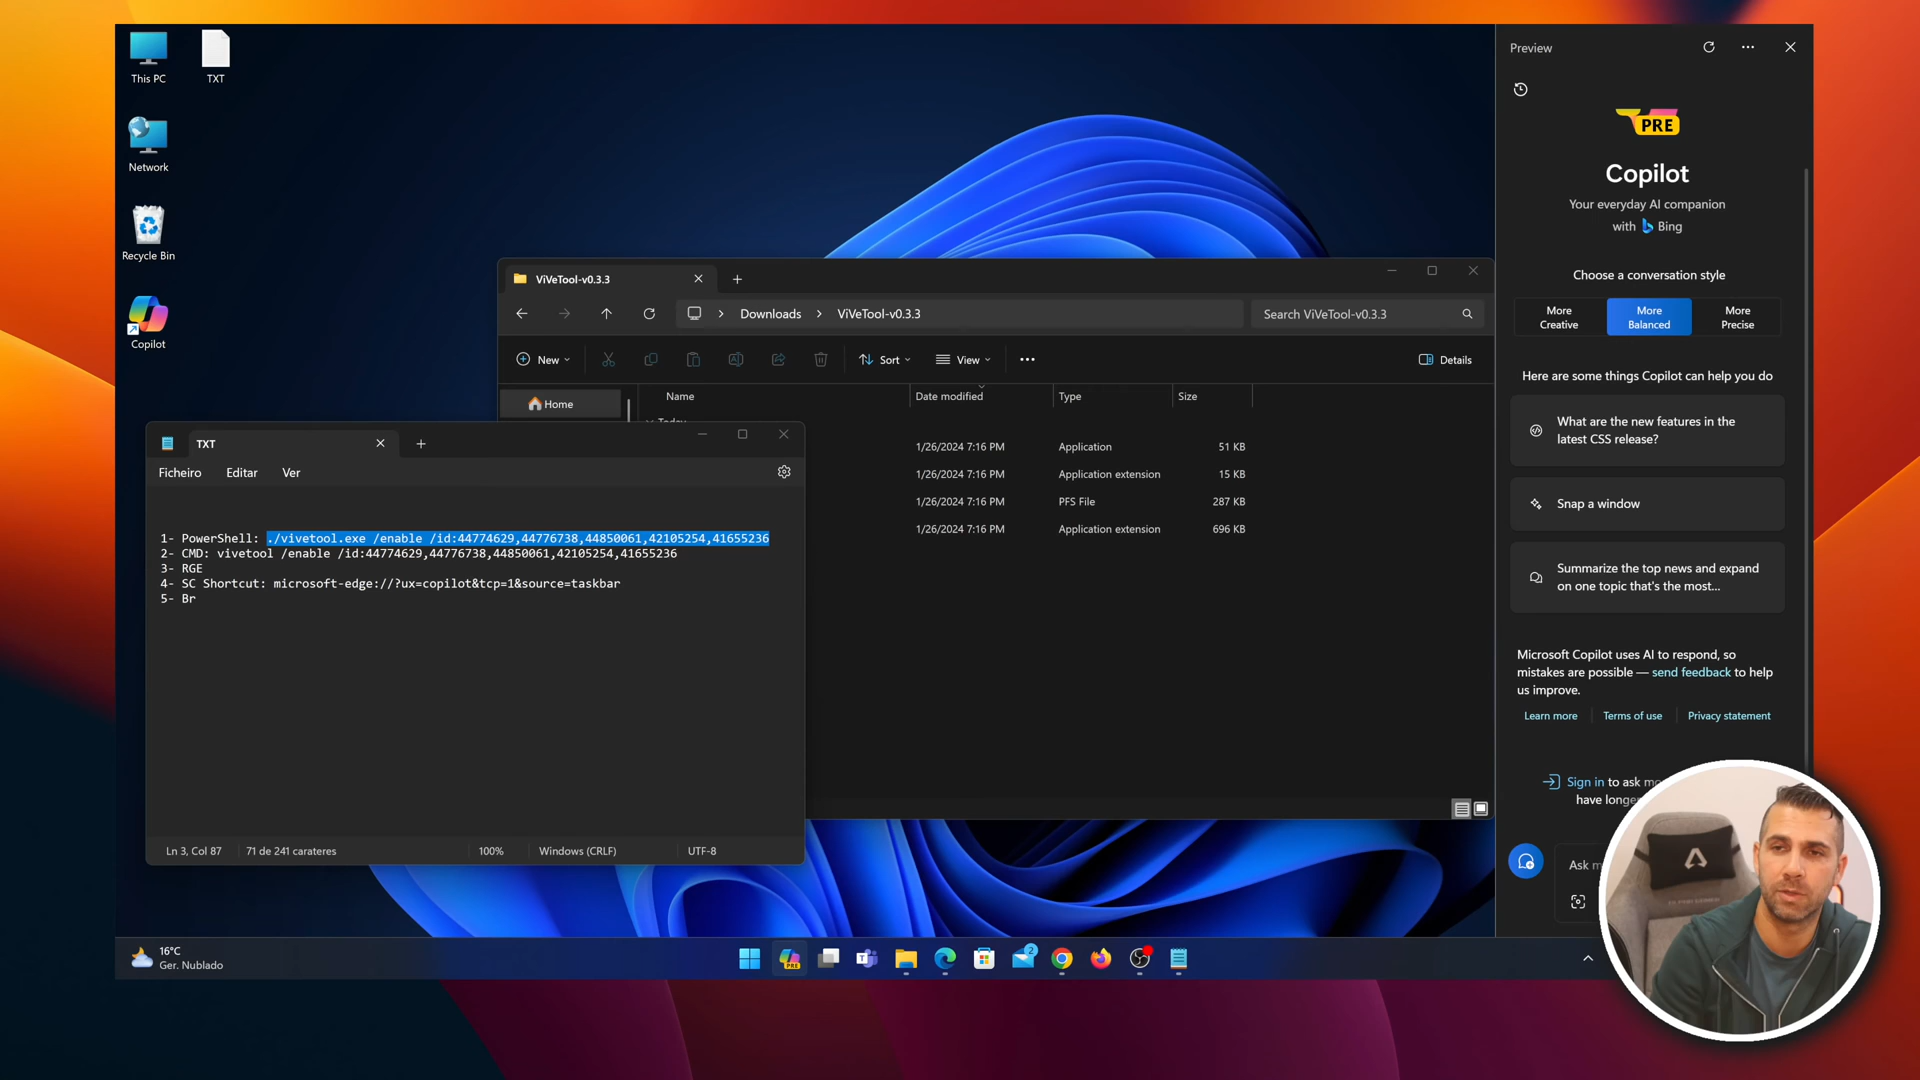 This PC
TXT
Network
Recycle Bin
Copilot
ViVeTool-v0.3.3
Downloads
ViVeTool-v0.3.3
Search ViVeTool-v0.3.3
New
Sort
View
Details
Home
Name
Date modified
Type
Size
Today
1/26/2024 7:16 PM Application 51 KB
1/26/2024 7:16 PM Application extension 15 KB
1/26/2024 7:16 PM PFS File 287 KB
1/26/2024 7:16 PM Application extension 696 KB
TXT
Ficheiro Editar Ver
1- PowerShell: ./vivetool.exe /enable /id:44774629,44776738,44850061,42105254,41655236
2- CMD: vivetool /enable /id:44774629,44776738,44850061,42105254,41655236
3- RGE
4- SC Shortcut: microsoft-edge://?ux=copilot&tcp=1&source=taskbar
5- Br
Ln 3, Col 87 71 de 241 carateres 100% Windows (CRLF) UTF-8
Preview
PRE
Copilot
Your everyday AI companion
with Bing
Choose a conversation style
More Creative
More Balanced
More Precise
Here are some things Copilot can help you do
What are the new features in the
latest CSS release?
Snap a window
Summarize the top news and expand
on one topic that's the most...
Microsoft Copilot uses AI to respond, so
mistakes are possible — send feedback to help
us improve.
Learn more Terms of use Privacy statement
Sign in to ask
have
Ask
16°C
Ger. Nublado
PRE
2